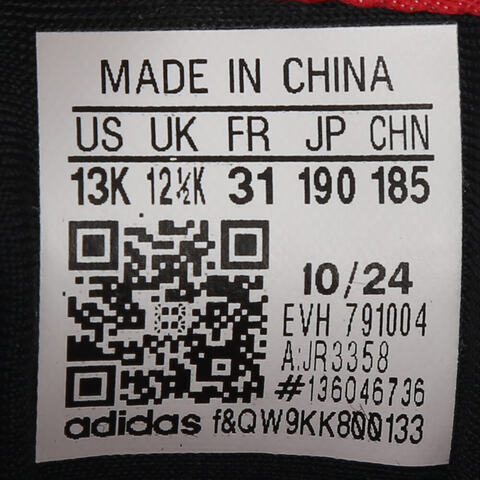 MADE IN CHINA
US UK FR JP CHN
13K 12½K 31 190 185
10/24
EVH 791004
A:JR3358
#136046736
adidas f&QW9KK800133